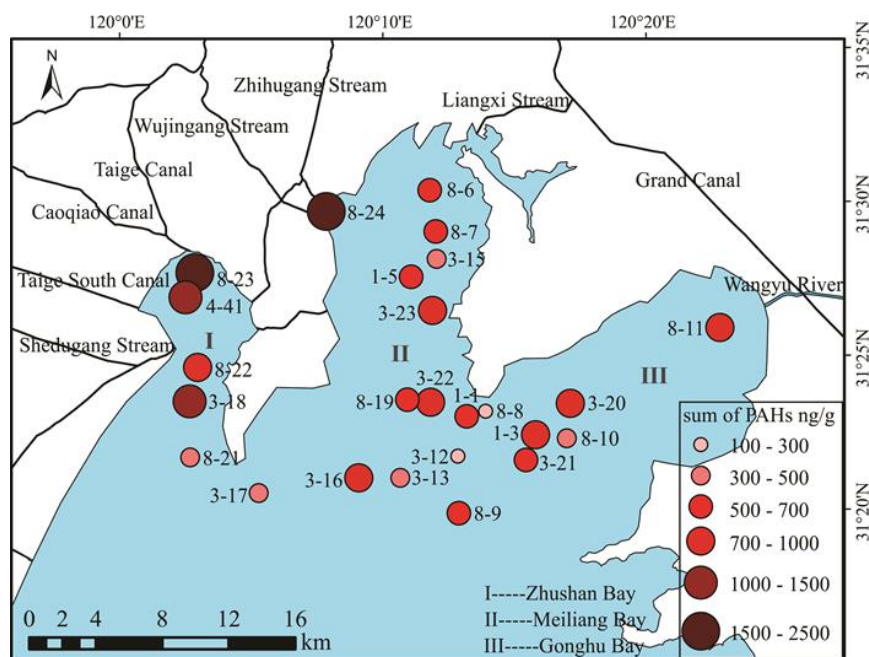 120°0'E 120°10'E 120°20'E
31°35'N
N
Zhihugang Stream
Liangxi Stream
Wujingang Stream
Taige Canal
Grand Canal
31°30'N
8-6
Caoqiao Canal
8-24
8-7
3-15
Taige South Canal
8-23
1-5
Wangyu River
4-41
3-23
8-11
I
Shedugang Stream
II
III
31°25'N
8-22
3-22
3-18
8-19
1-1
8-8
3-20
1-3
8-10
8-21
3-12
3-21
3-17
3-16
3-13
8-9
31°20'N
sum of PAHs ng/g
100 - 300
300 - 500
500 - 700
700 - 1000
1000 - 1500
1500 - 2500
I-----Zhushan Bay
II-----Meiliang Bay
III-----Gonghu Bay
0 2 4 8 12 16
km